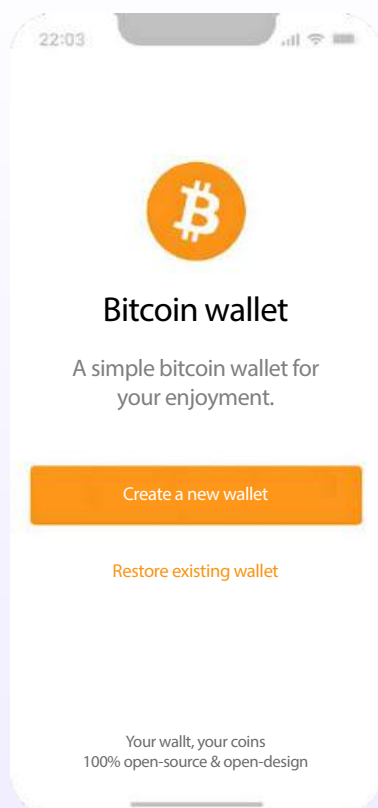 22:03
Bitcoin wallet
A simple bitcoin wallet for
your enjoyment.
Create a new wallet
Restore existing wallet
Your wallt, your coins
100% open-source & open-design